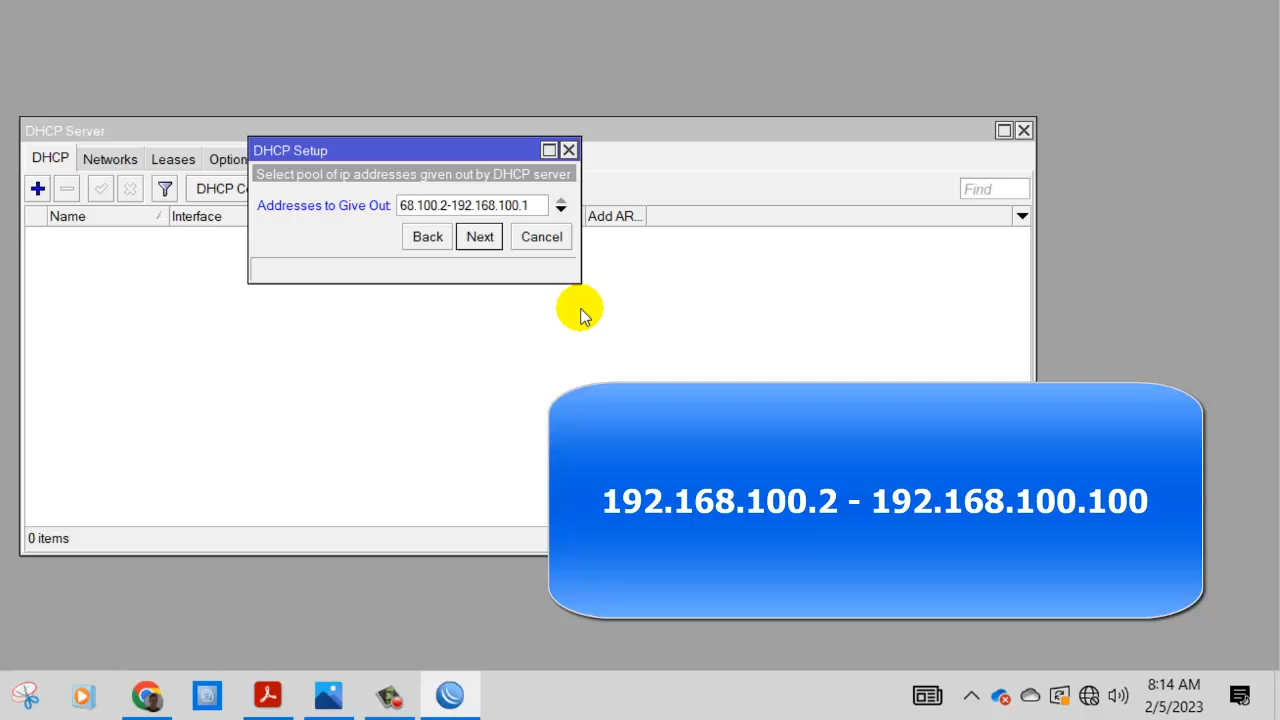 DHCP Server
DHCP Setup
DHCP Networks Leases Option
Select pool of ip addresses given out by DHCP server
DHCP Co
Find
Addresses to Give Out: 68.100.2-192.168.100.1
Name Interface Add AR...
Back Next Cancel
0 items
192.168.100.2 - 192.168.100.100
8:14 AM
2/5/2023